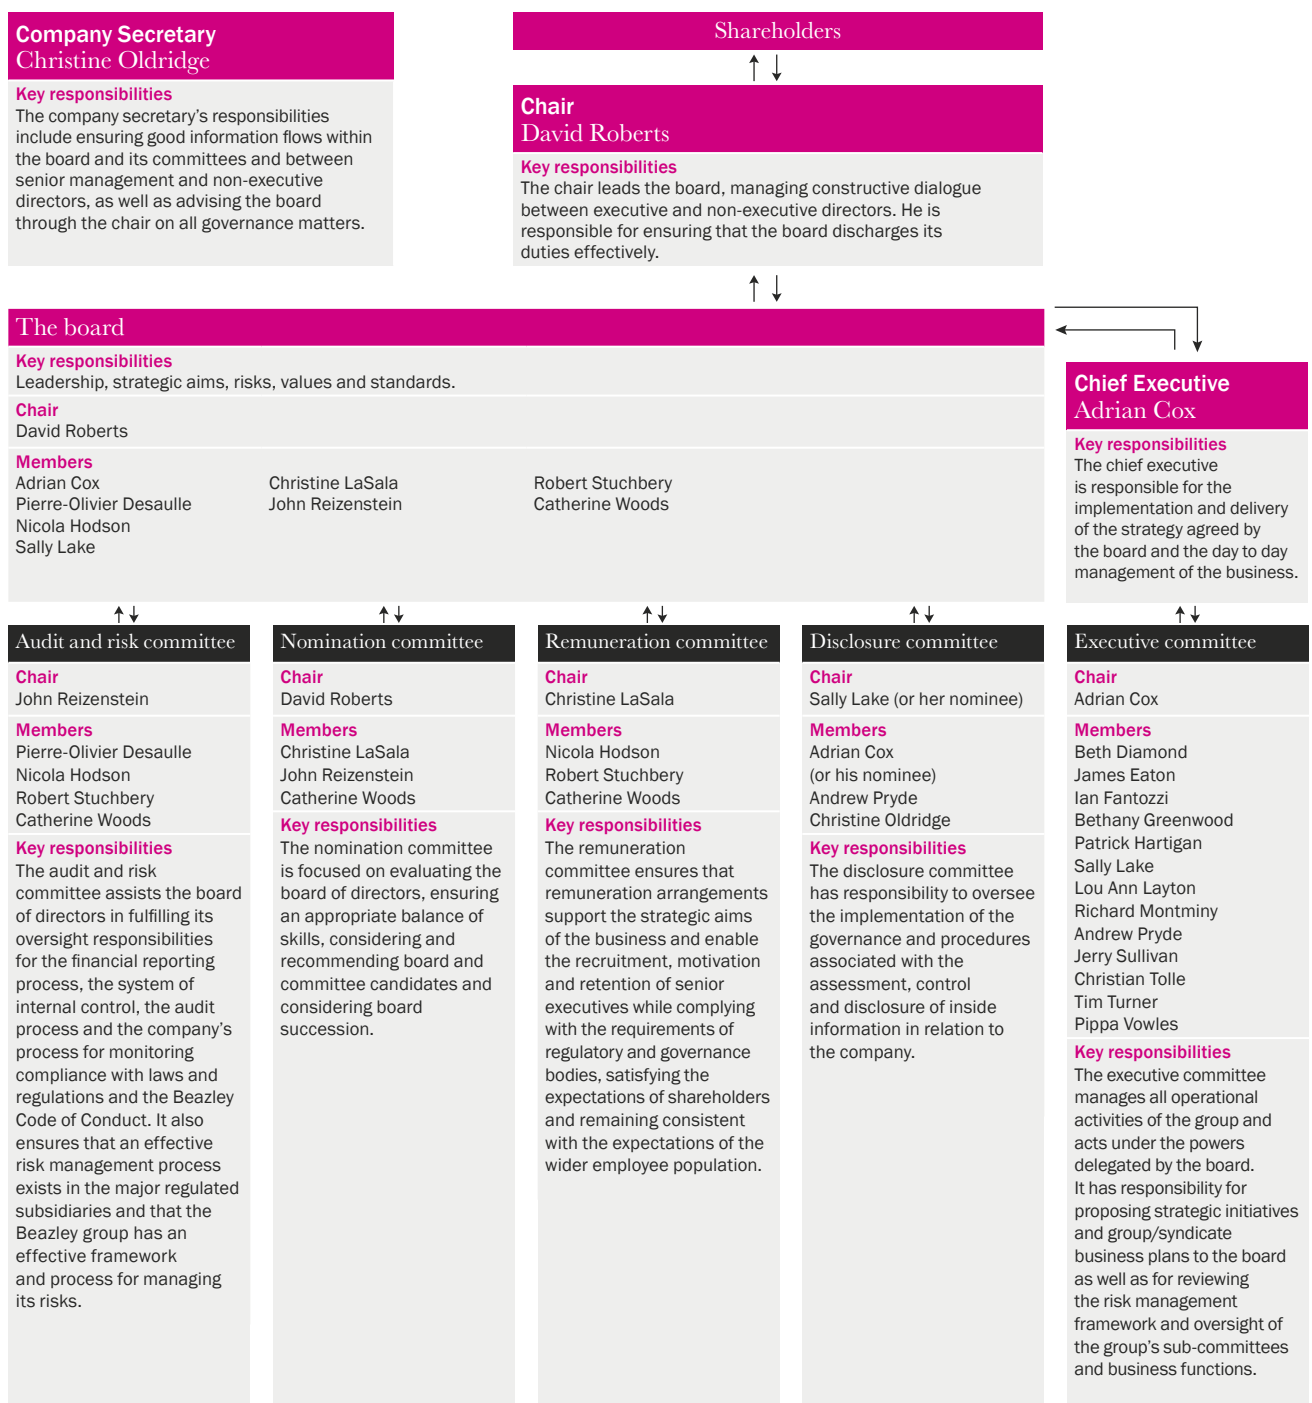 Company Secretary
Christine Oldridge
Key responsibilities
The company secretary's responsibilities
include ensuring good information flows within
the board and its committees and between
senior management and non-executive
directors, as well as advising the board
through the chair on all governance matters.
Shareholders
Chair
David Roberts
Key responsibilities
The chair leads the board, managing constructive dialogue
between executive and non-executive directors. He is
responsible for ensuring that the board discharges its
duties effectively.
The board
Key responsibilities
Leadership, strategic aims, risks, values and standards.
Chair
David Roberts
Members
Adrian Cox
Pierre-Olivier Desaulle
Nicola Hodson
Sally Lake
Christine LaSala
John Reizenstein
Robert Stuchbery
Catherine Woods
Chief Executive
Adrian Cox
Key responsibilities
The chief executive
is responsible for the
implementation and delivery
of the strategy agreed by
the board and the day to day
management of the business.
Audit and risk committee
Chair
John Reizenstein
Members
Pierre-Olivier Desaulle
Nicola Hodson
Robert Stuchbery
Catherine Woods
Key responsibilities
The audit and risk
committee assists the board
of directors in fulfilling its
oversight responsibilities
for the financial reporting
process, the system of
internal control, the audit
process and the company's
process for monitoring
compliance with laws and
regulations and the Beazley
Code of Conduct. It also
ensures that an effective
risk management process
exists in the major regulated
subsidiaries and that the
Beazley group has an
effective framework
and process for managing
its risks.
Nomination committee
Chair
David Roberts
Members
Christine LaSala
John Reizenstein
Catherine Woods
Key responsibilities
The nomination committee
is focused on evaluating the
board of directors, ensuring
an appropriate balance of
skills, considering and
recommending board and
committee candidates and
considering board
succession.
Remuneration committee
Chair
Christine LaSala
Members
Nicola Hodson
Robert Stuchbery
Catherine Woods
Key responsibilities
The remuneration
committee ensures that
remuneration arrangements
support the strategic aims
of the business and enable
the recruitment, motivation
and retention of senior
executives while complying
with the requirements of
regulatory and governance
bodies, satisfying the
expectations of shareholders
and remaining consistent
with the expectations of the
wider employee population.
Disclosure committee
Chair
Sally Lake (or her nominee)
Members
Adrian Cox
(or his nominee)
Andrew Pryde
Christine Oldridge
Key responsibilities
The disclosure committee
has responsibility to oversee
the implementation of the
governance and procedures
associated with the
assessment, control
and disclosure of inside
information in relation to
the company.
Executive committee
Chair
Adrian Cox
Members
Beth Diamond
James Eaton
Ian Fantozzi
Bethany Greenwood
Patrick Hartigan
Sally Lake
Lou Ann Layton
Richard Montminy
Andrew Pryde
Jerry Sullivan
Christian Tolle
Tim Turner
Pippa Vowles
Key responsibilities
The executive committee
manages all operational
activities of the group and
acts under the powers
delegated by the board.
It has responsibility for
proposing strategic initiatives
and group/syndicate
business plans to the board
as well as for reviewing
the risk management
framework and oversight of
the group's sub-committees
and business functions.